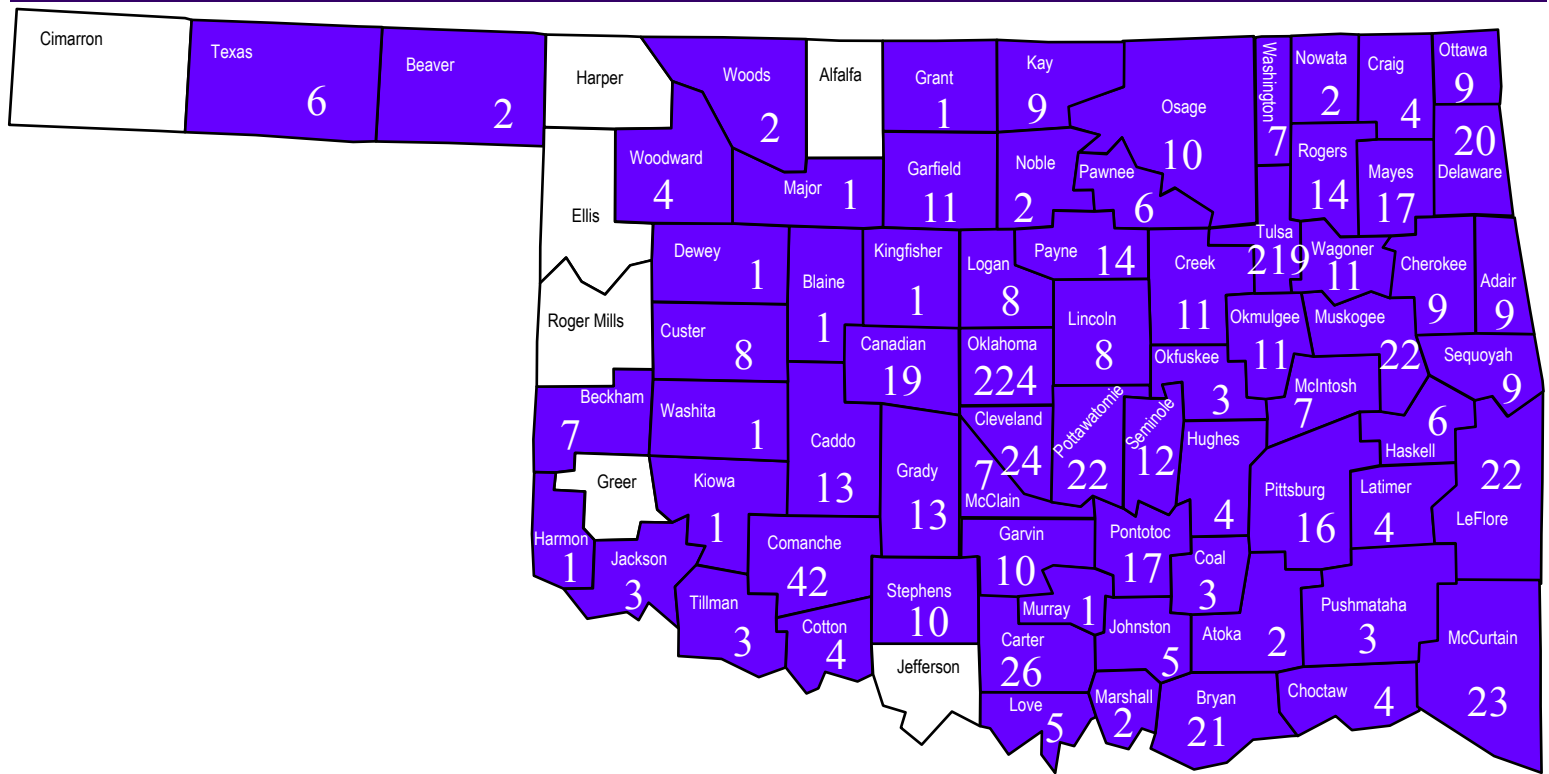 Cimarron
Texas
6
Beaver
2
Harper
Woods
2
Alfalfa
Grant
1
Kay
9
Osage
10
Washington
7
Nowata
2
Craig
4
Ottawa
9
20
Delaware
Ellis
Woodward
4
Major 1
Garfield
11
Noble
2
Pawnee
6
Rogers
14
Mayes
17
Dewey
1
Blaine
1
Kingfisher
1
Logan
8
Payne 14
Creek
11
Tulsa
219
Wagoner
11
Cherokee
9
Adair
9
Roger Mills
Custer
8
Canadian
19
Oklahoma
224
Lincoln
8
Okfuskee
3
Okmulgee
11
Muskogee
22
Sequoyah
9
Beckham
7
Washita
1
Caddo
13
Grady
13
Cleveland
24
7
McClain
Pottawatomie
22
Seminole
12
Hughes
4
McIntosh
7
6
Haskell
22
LeFlore
Greer
Kiowa
1
Pittsburg
16
Latimer
4
Harmon
1
Jackson
3
Comanche
42
Garvin
10
Pontotoc
17
Coal
3
Tillman
3
Cotton
4
Stephens
10
Murray 1
Johnston
5
Atoka 2
Pushmataha
3
McCurtain
23
Jefferson
Carter
26
Love
5
Marshall
2
Bryan
21
Choctaw 4